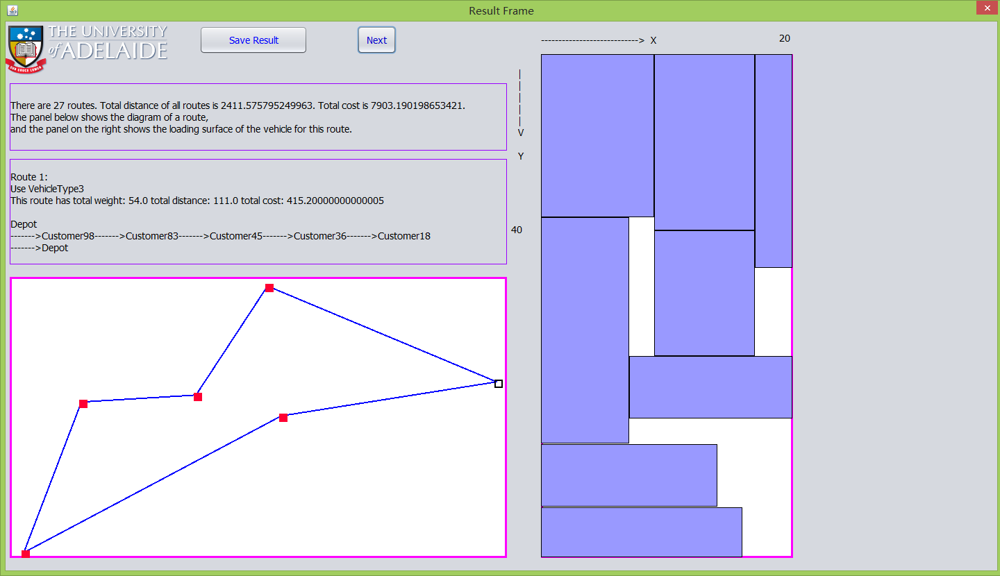 Result Frame
THE UNIVERSITY
of ADELAIDE
SUB CRUCE LUMEN
Save Result
Next
----------------------------> X
20
There are 27 routes. Total distance of all routes is 2411.575795249963. Total cost is 7903.190198653421.
The panel below shows the diagram of a route,
and the panel on the right shows the loading surface of the vehicle for this route.
|
|
|
|
|
V
Y
Route 1:
Use VehicleType3
This route has total weight: 54.0 total distance: 111.0 total cost: 415.20000000000005
Depot
------->Customer98------->Customer83------->Customer45------->Customer36------->Customer18
------->Depot
40